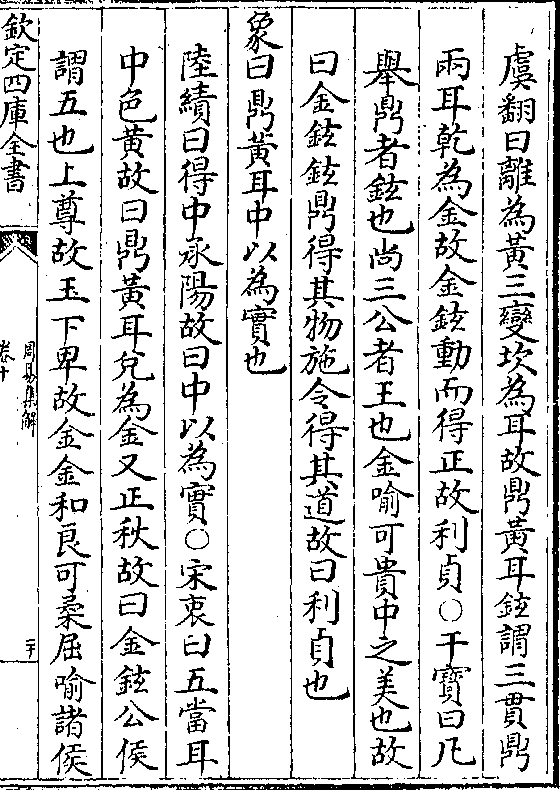 虞翻曰離為黃三變坎為耳故鼎黃耳鉉謂三貫鼎
兩耳乾為金故金鉉動而得正故利貞○干寶曰凡
舉鼎者鉉也尚三公者王也金喻可貴中之美也故
曰金鉉鉉鼎得其物施令得其道故曰利貞也
象曰鼎黃耳中以為實也
陸績曰得中承陽故曰中以為實○宋衷曰五當耳
中色黃故曰鼎黃耳兌為金又正秋故曰金鉉公侯
謂五也上尊故玉下卑故金金和良可柔屈喻諸侯
欽定四庫全書
周易集解
卷十
二十